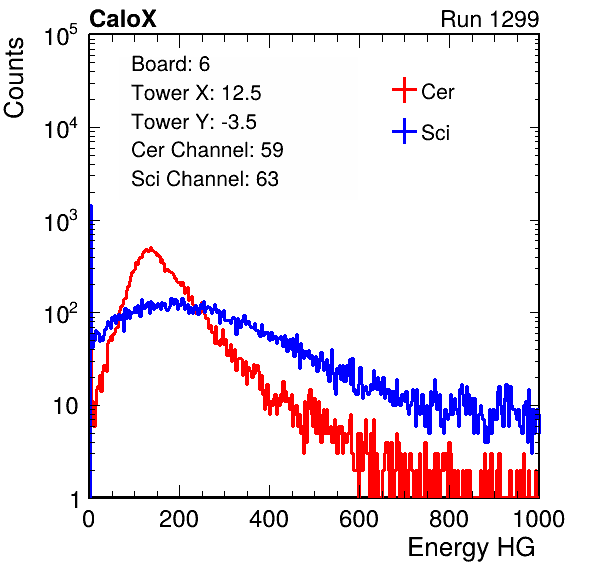 CaloX Run 1299
Counts
Board: 6
Tower X: 12.5
Tower Y: -3.5
Cer Channel: 59
Sci Channel: 63
Cer
Sci
10^5
10^4
10^3
10^2
10
1
0 200 400 600 800 1000
Energy HG